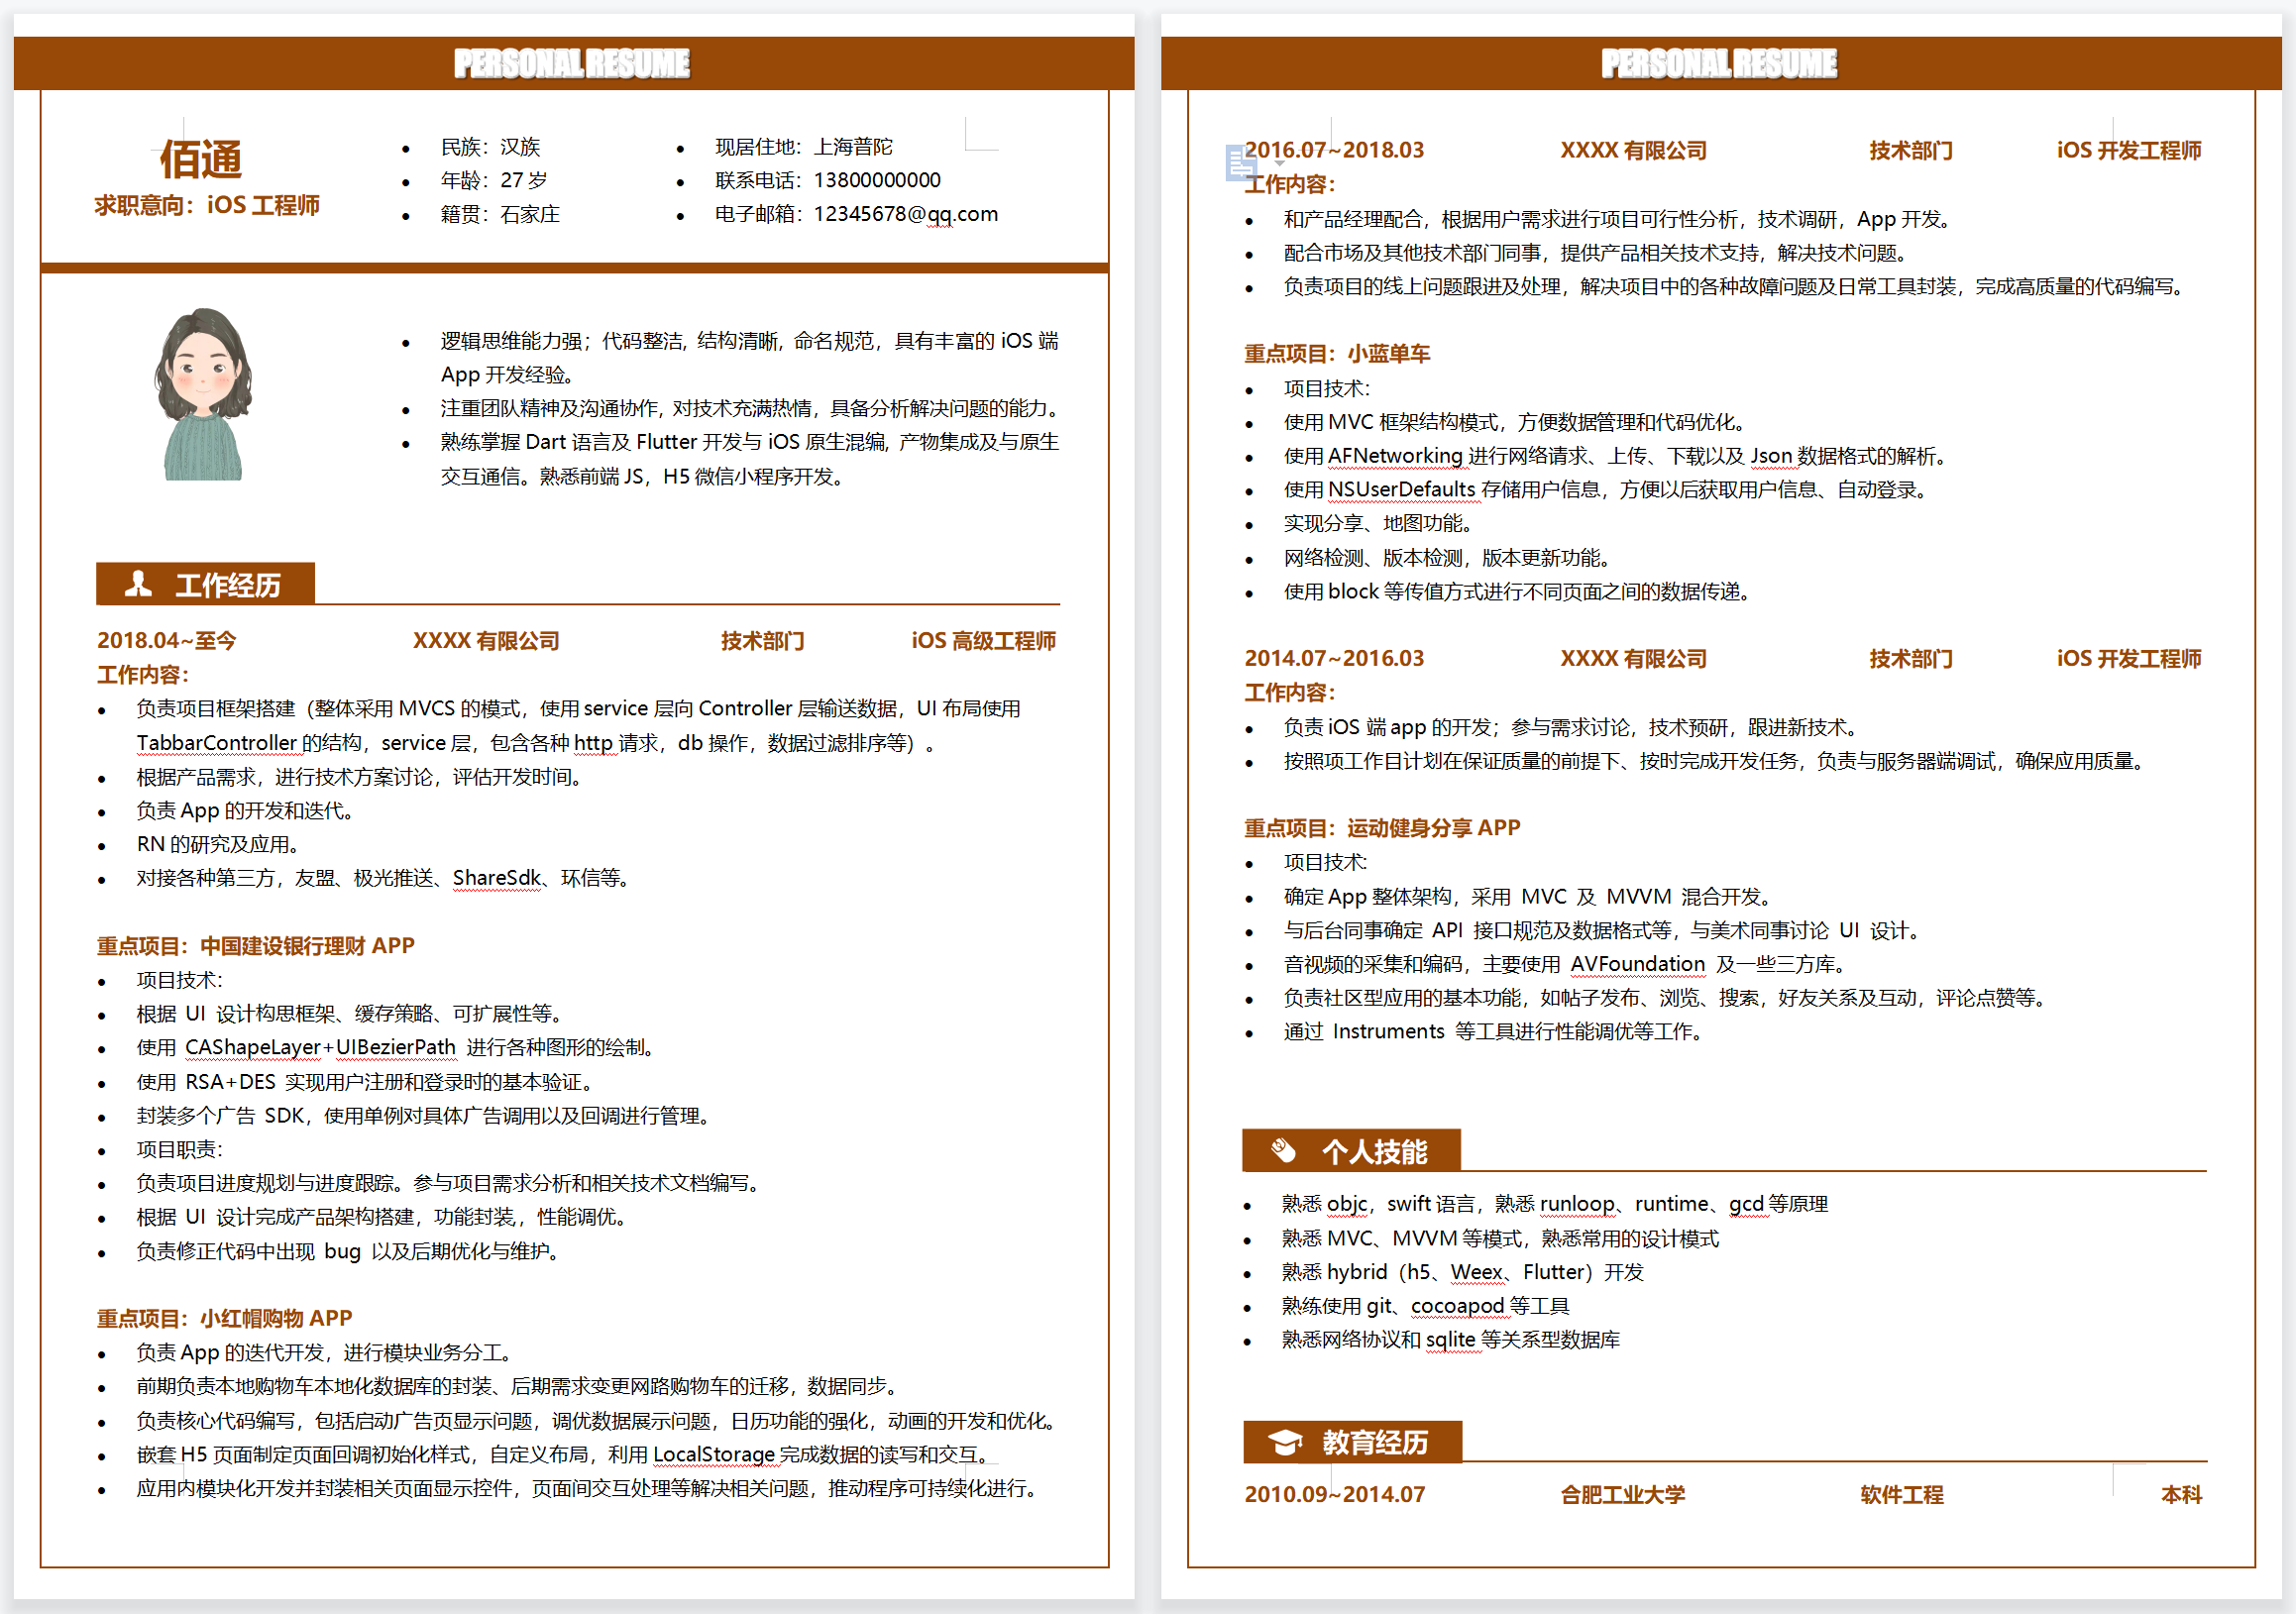 PERSONAL RESUME
佰通
求职意向：iOS 工程师
民族：汉族
年龄：27 岁
籍贯：石家庄
现居住地：上海普陀
联系电话：13800000000
电子邮箱：12345678@qq.com
逻辑思维能力强；代码整洁, 结构清晰, 命名规范，具有丰富的 iOS 端
App 开发经验。
注重团队精神及沟通协作, 对技术充满热情，具备分析解决问题的能力。
熟练掌握 Dart 语言及 Flutter 开发与 iOS 原生混编, 产物集成及与原生
交互通信。熟悉前端 JS，H5 微信小程序开发。
工作经历
2018.04~至今 XXXX 有限公司 技术部门 iOS 高级工程师
工作内容：
负责项目框架搭建（整体采用 MVCS 的模式，使用 service 层向 Controller 层输送数据，UI 布局使用
TabbarController 的结构，service 层，包含各种 http 请求，db 操作，数据过滤排序等）。
根据产品需求，进行技术方案讨论，评估开发时间。
负责 App 的开发和迭代。
RN 的研究及应用。
对接各种第三方，友盟、极光推送、ShareSdk、环信等。
重点项目：中国建设银行理财 APP
项目技术:
根据 UI 设计构思框架、缓存策略、可扩展性等。
使用 CAShapeLayer+UIBezierPath 进行各种图形的绘制。
使用 RSA+DES 实现用户注册和登录时的基本验证。
封装多个广告 SDK，使用单例对具体广告调用以及回调进行管理。
项目职责:
负责项目进度规划与进度跟踪。参与项目需求分析和相关技术文档编写。
根据 UI 设计完成产品架构搭建，功能封装,，性能调优。
负责修正代码中出现 bug 以及后期优化与维护。
重点项目：小红帽购物 APP
负责 App 的迭代开发，进行模块业务分工。
前期负责本地购物车本地化数据库的封装、后期需求变更网路购物车的迁移，数据同步。
负责核心代码编写，包括启动广告页显示问题，调优数据展示问题，日历功能的强化，动画的开发和优化。
嵌套 H5 页面制定页面回调初始化样式，自定义布局，利用 LocalStorage 完成数据的读写和交互。
应用内模块化开发并封装相关页面显示控件，页面间交互处理等解决相关问题，推动程序可持续化进行。
PERSONAL RESUME
2016.07~2018.03 XXXX 有限公司 技术部门 iOS 开发工程师
工作内容：
和产品经理配合，根据用户需求进行项目可行性分析，技术调研，App 开发。
配合市场及其他技术部门同事，提供产品相关技术支持，解决技术问题。
负责项目的线上问题跟进及处理，解决项目中的各种故障问题及日常工具封装，完成高质量的代码编写。
重点项目：小蓝单车
项目技术:
使用 MVC 框架结构模式，方便数据管理和代码优化。
使用 AFNetworking 进行网络请求、上传、下载以及 Json 数据格式的解析。
使用 NSUserDefaults 存储用户信息，方便以后获取用户信息、自动登录。
实现分享、地图功能。
网络检测、版本检测，版本更新功能。
使用 block 等传值方式进行不同页面之间的数据传递。
2014.07~2016.03 XXXX 有限公司 技术部门 iOS 开发工程师
工作内容：
负责 iOS 端 app 的开发；参与需求讨论，技术预研，跟进新技术。
按照项工作目计划在保证质量的前提下、按时完成开发任务，负责与服务器端调试，确保应用质量。
重点项目：运动健身分享 APP
项目技术:
确定 App 整体架构，采用 MVC 及 MVVM 混合开发。
与后台同事确定 API 接口规范及数据格式等，与美术同事讨论 UI 设计。
音视频的采集和编码，主要使用 AVFoundation 及一些三方库。
负责社区型应用的基本功能，如帖子发布、浏览、搜索，好友关系及互动，评论点赞等。
通过 Instruments 等工具进行性能调优等工作。
个人技能
熟悉 objc，swift 语言，熟悉 runloop、runtime、gcd 等原理
熟悉 MVC、MVVM 等模式，熟悉常用的设计模式
熟悉 hybrid（h5、Weex、Flutter）开发
熟练使用 git、cocoapod 等工具
熟悉网络协议和 sqlite 等关系型数据库
教育经历
2010.09~2014.07 合肥工业大学 软件工程 本科